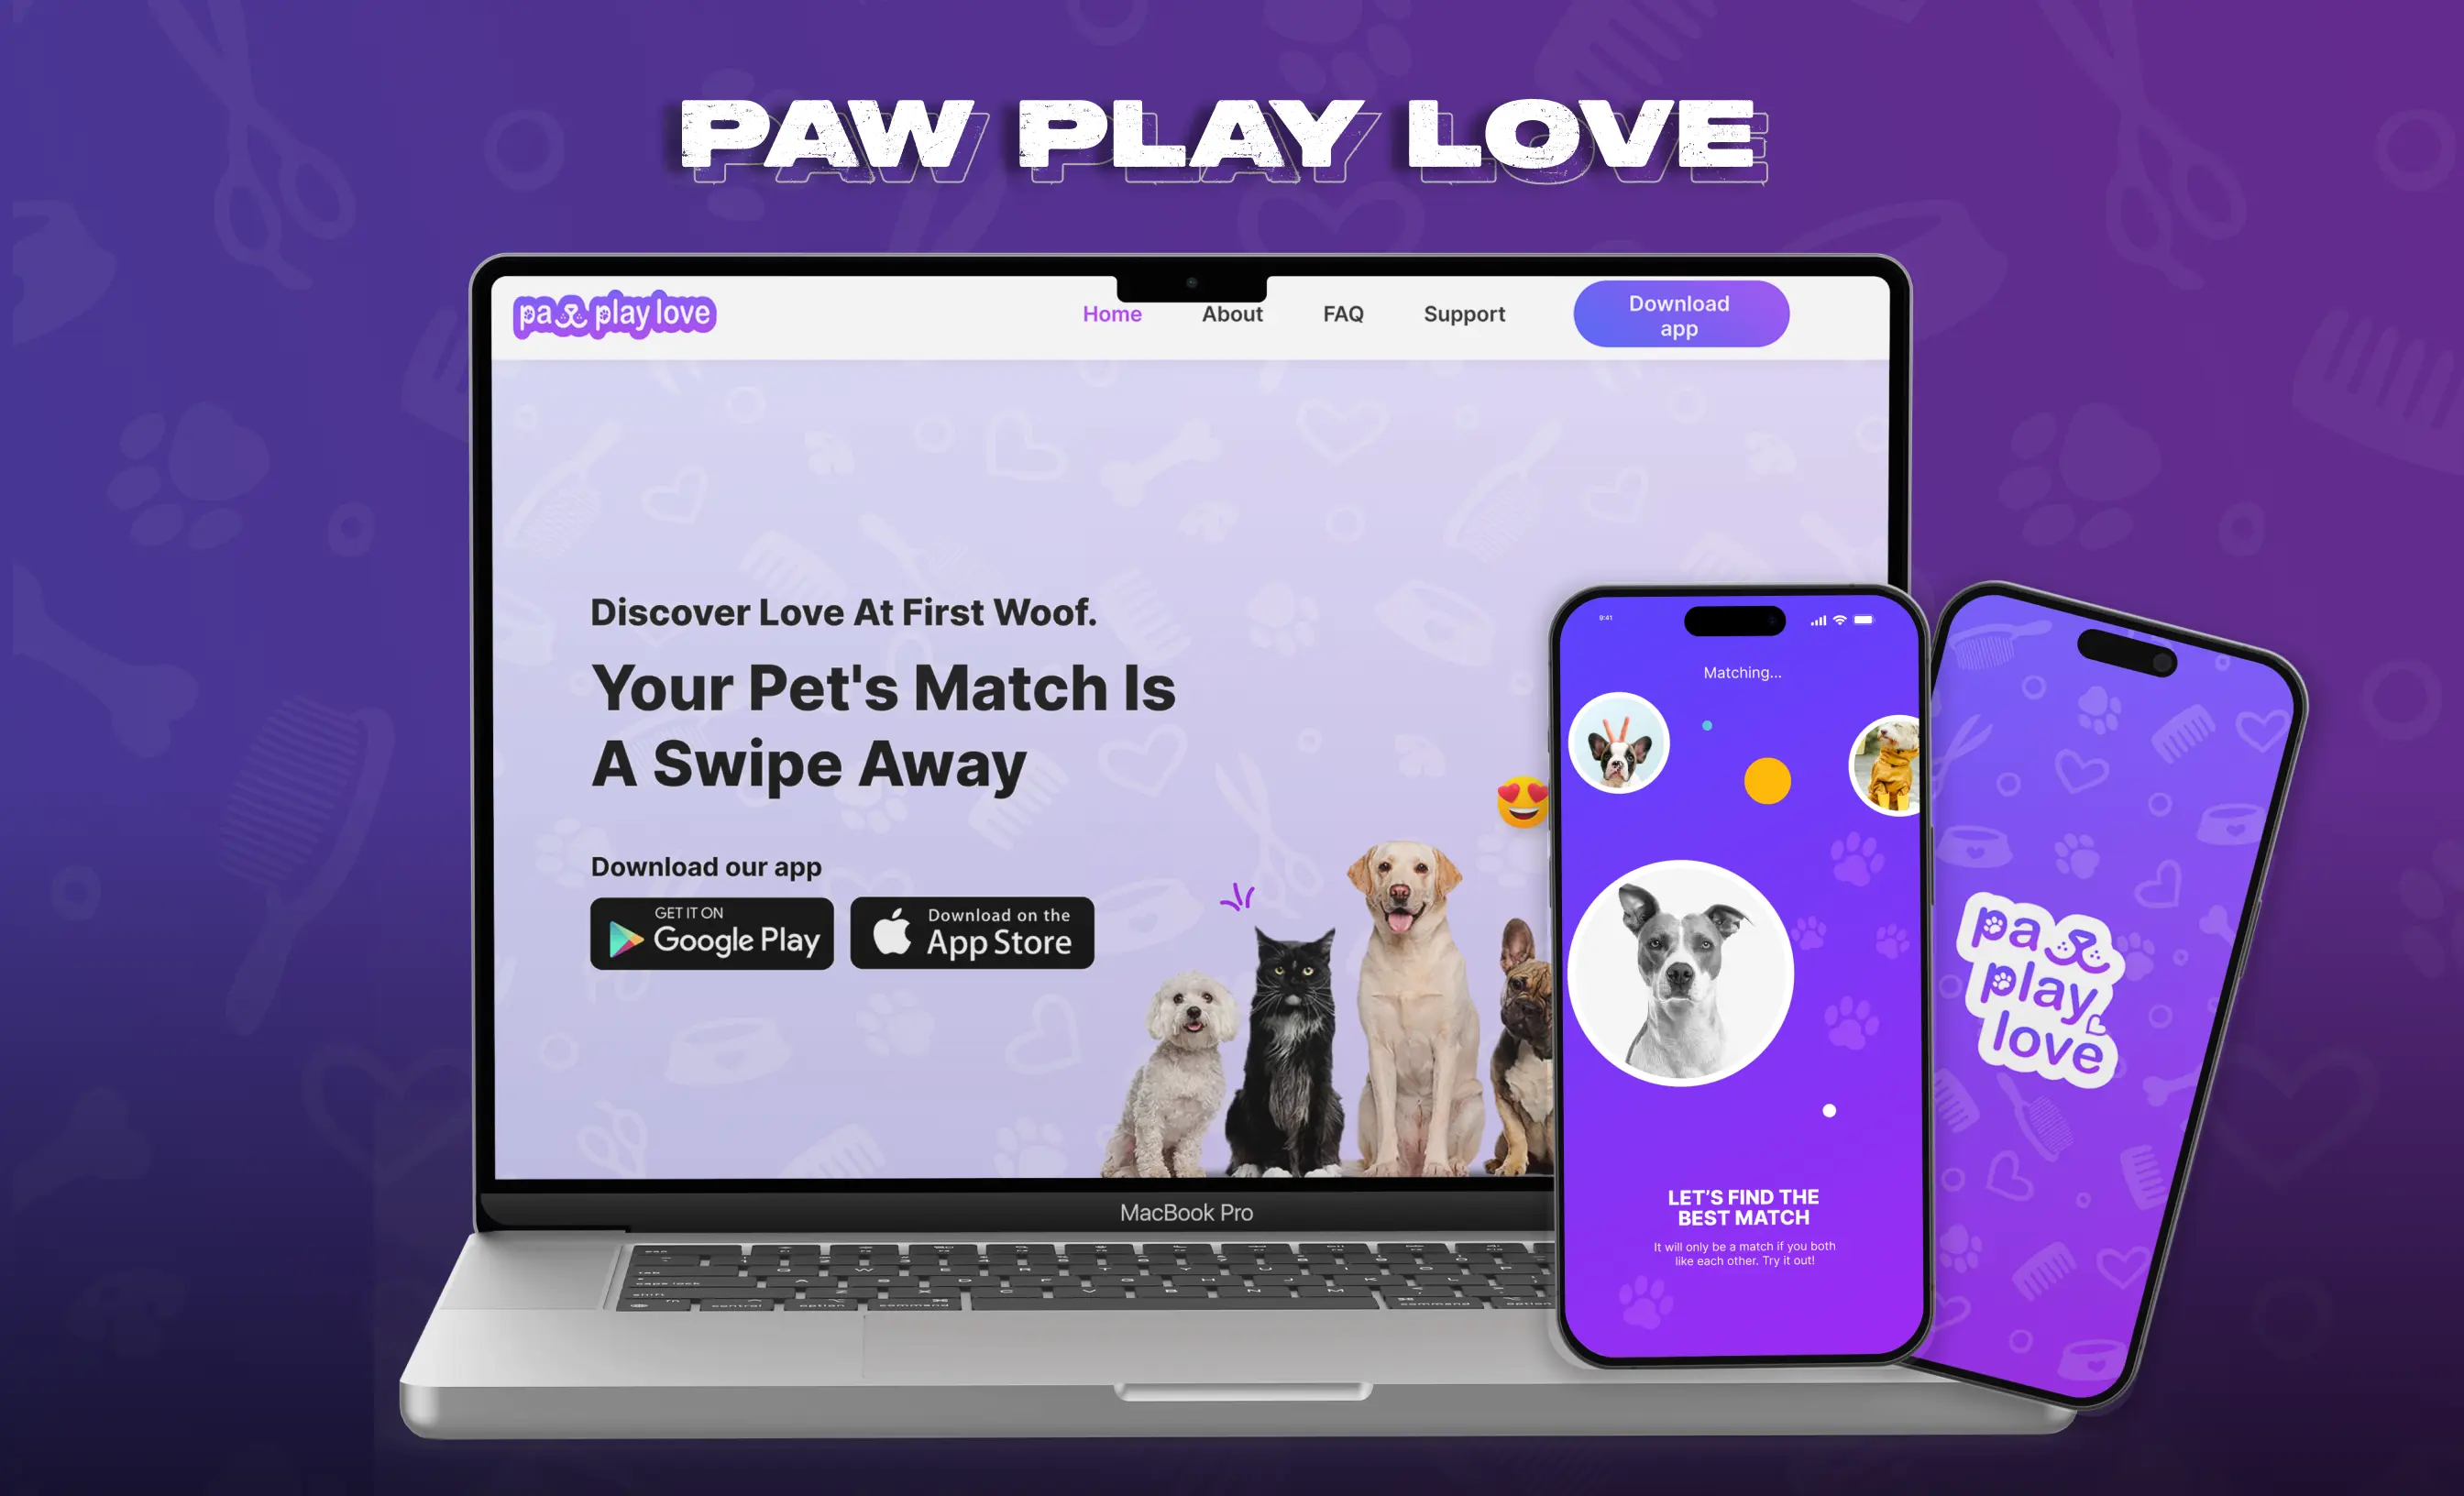 PAW PLAY LOVE
paw play love
Home
About
FAQ
Support
Download
app
Discover Love At First Woof.
Your Pet's Match Is
A Swipe Away
Download our app
GET IT ON
Google Play
Download on the
App Store
MacBook Pro
9:41
Matching...
LET'S FIND THE
BEST MATCH
It will only be a match if you both
like each other. Try it out!
paw
play
love